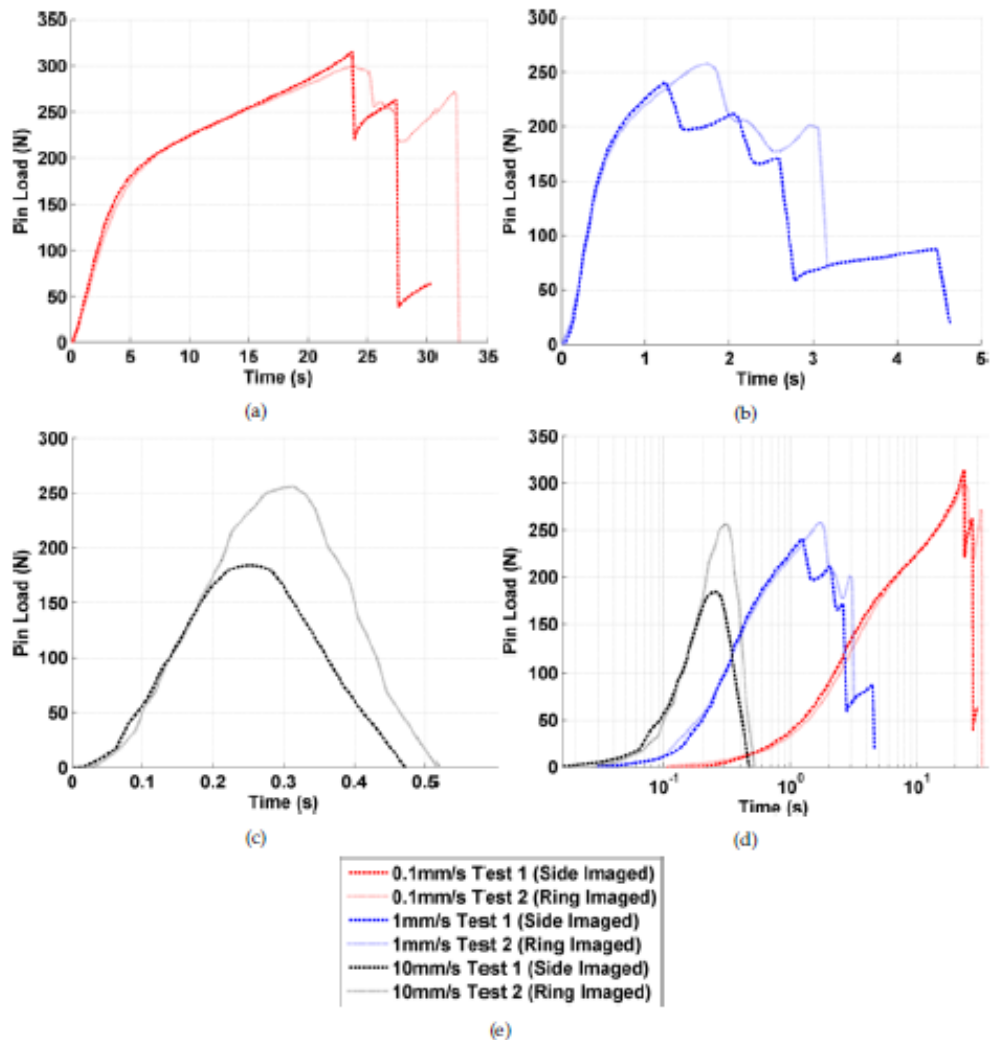 350
300
250
200
150
100
50
0
Pin Load (N)
0 5 10 15 20 25 30 35
Time (s)
(a)
350
300
250
200
150
100
50
0
Pin Load (N)
0 1 2 3 4 5
Time (s)
(b)
300
250
200
150
100
50
0
Pin Load (N)
0 0.1 0.2 0.3 0.4 0.5
Time (s)
(c)
350
300
250
200
150
100
50
0
Pin Load (N)
10⁻¹ 10⁰ 10¹
Time (s)
(d)
0.1mm/s Test 1 (Side Imaged)
0.1mm/s Test 2 (Ring Imaged)
1mm/s Test 1 (Side Imaged)
1mm/s Test 2 (Ring Imaged)
10mm/s Test 1 (Side Imaged)
10mm/s Test 2 (Ring Imaged)
(e)